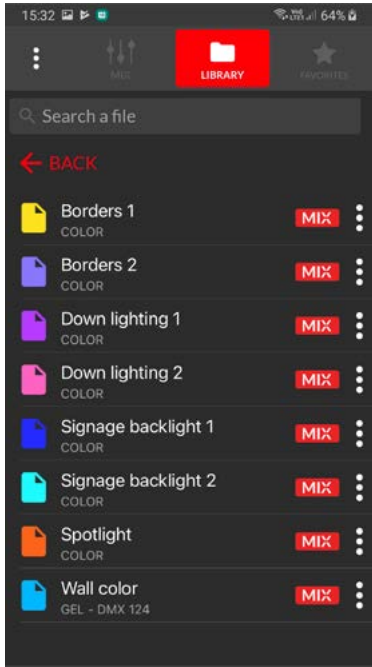 15:32 64%
MIX LIBRARY FAVORITES
Search a file
BACK
Borders 1
COLOR
MIX
Borders 2
COLOR
MIX
Down lighting 1
COLOR
MIX
Down lighting 2
COLOR
MIX
Signage backlight 1
COLOR
MIX
Signage backlight 2
COLOR
MIX
Spotlight
COLOR
MIX
Wall color
GEL - DMX 124
MIX